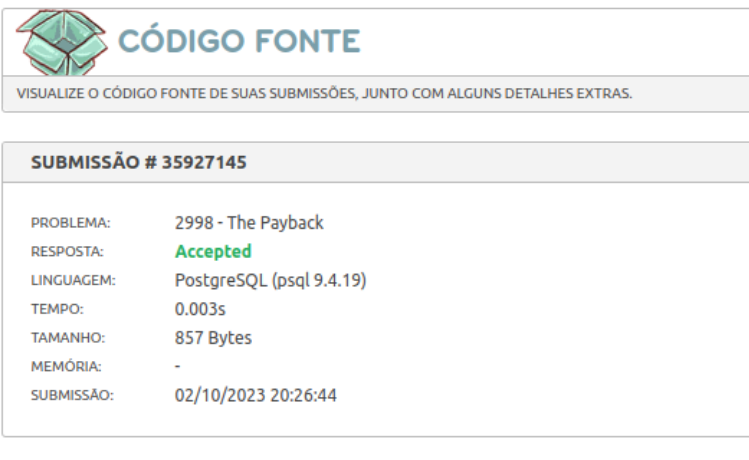 CÓDIGO FONTE
VISUALIZE O CÓDIGO FONTE DE SUAS SUBMISSÕES, JUNTO COM ALGUNS DETALHES EXTRAS.
SUBMISSÃO # 35927145
PROBLEMA: 2998 - The Payback
RESPOSTA: Accepted
LINGUAGEM: PostgreSQL (psql 9.4.19)
TEMPO: 0.003s
TAMANHO: 857 Bytes
MEMÓRIA: -
SUBMISSÃO: 02/10/2023 20:26:44